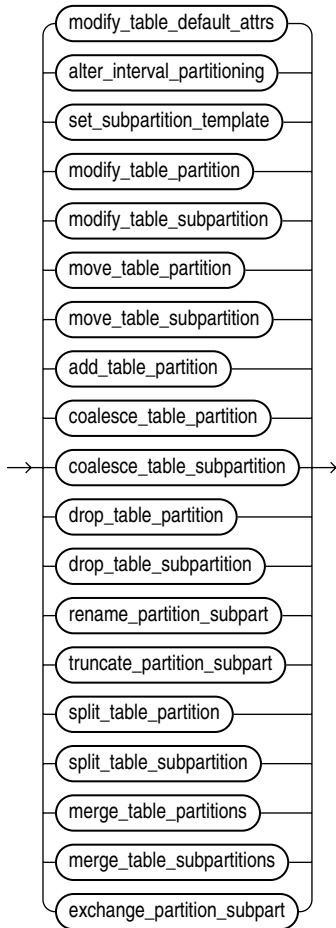 modify_table_default_attrs
alter_interval_partitioning
set_subpartition_template
modify_table_partition
modify_table_subpartition
move_table_partition
move_table_subpartition
add_table_partition
coalesce_table_partition
coalesce_table_subpartition
drop_table_partition
drop_table_subpartition
rename_partition_subpart
truncate_partition_subpart
split_table_partition
split_table_subpartition
merge_table_partitions
merge_table_subpartitions
exchange_partition_subpart